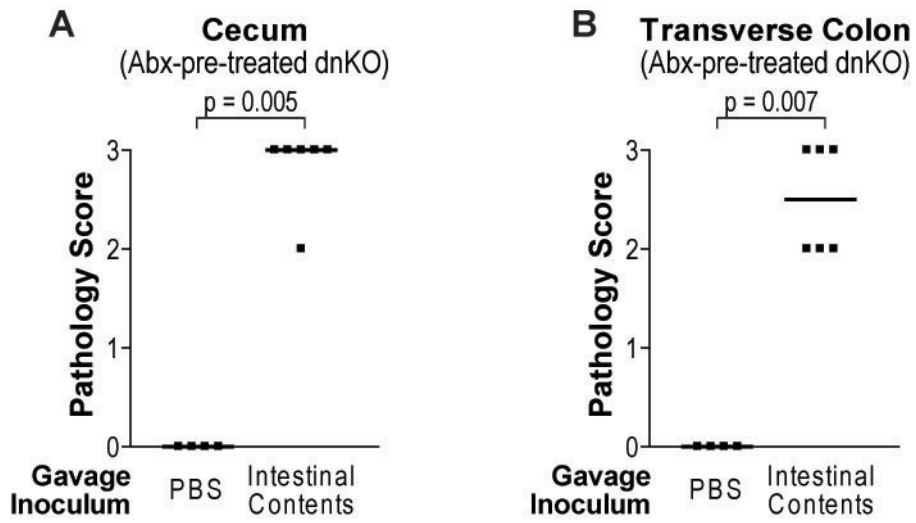 A
Cecum
(Abx-pre-treated dnKO)
p = 0.005
Pathology Score
3
2
1
0
Gavage
Inoculum
PBS
Intestinal
Contents
B
Transverse Colon
(Abx-pre-treated dnKO)
p = 0.007
Pathology Score
3
2
1
0
Gavage
Inoculum
PBS
Intestinal
Contents